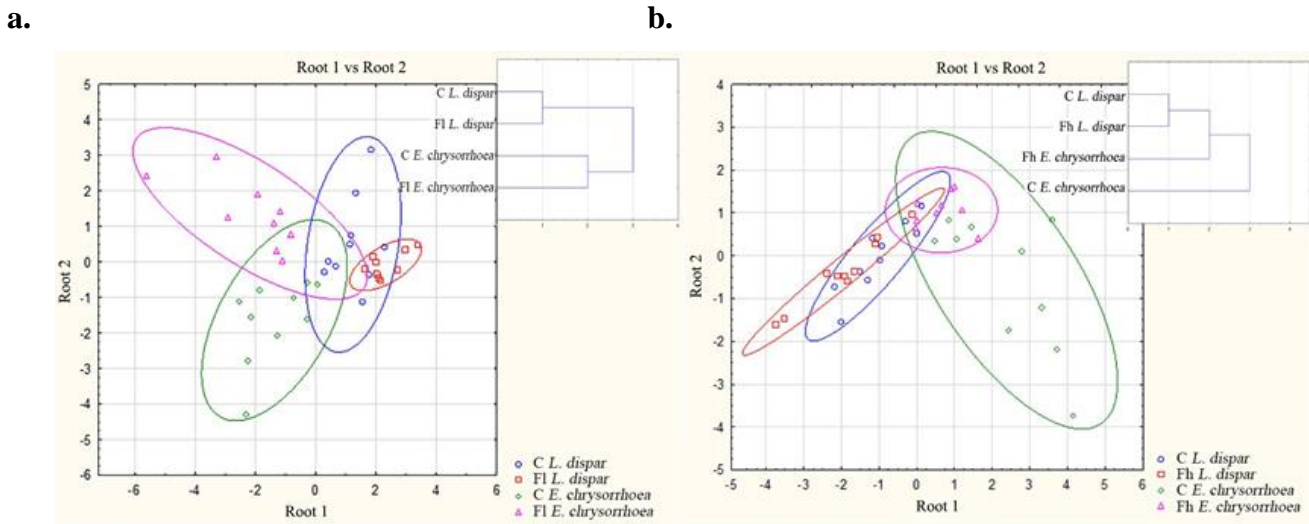 a.
b.
Root 1 vs Root 2
C L. dispar
Fl L. dispar
C E. chrysorrhoea
Fl E. chrysorrhoea
1 2 3 4
5
4
3
2
1
0
-1
-2
-3
-4
-5
-6
Root 2
-6 -4 -2 0 2 4 6
Root 1
C L. dispar
Fl L. dispar
C E. chrysorrhoea
Fl E. chrysorrhoea
Root 1 vs Root 2
C L. dispar
Fh L. dispar
Fh E. chrysorrhoea
C E. chrysorrhoea
4
3
2
1
0
-1
-2
-3
-4
-5
Root 2
-5 -4 -3 -2 -1 0 1 2 3 4 5 6
Root 1
C L. dispar
Fh L. dispar
C E. chrysorrhoea
Fh E. chrysorrhoea